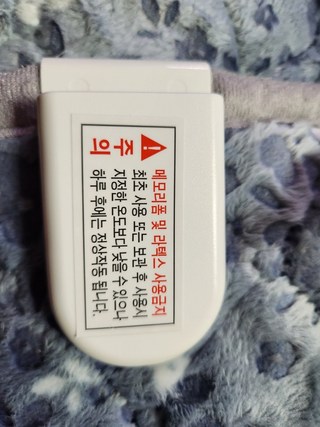 주의
메모리폼 및 라텍스 사용금지
최초 사용 또는 보관 후 사용시
지정한 온도보다 낮을 수 있으나
하루 후에는 정상작동 됩니다.